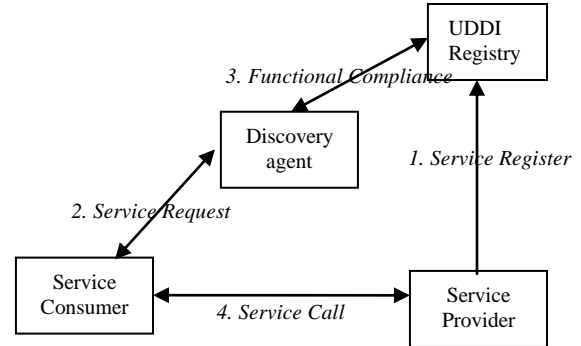 UDDI
Registry
3. Functional Compliance
Discovery
agent
1. Service Register
2. Service Request
Service
Consumer
4. Service Call
Service
Provider